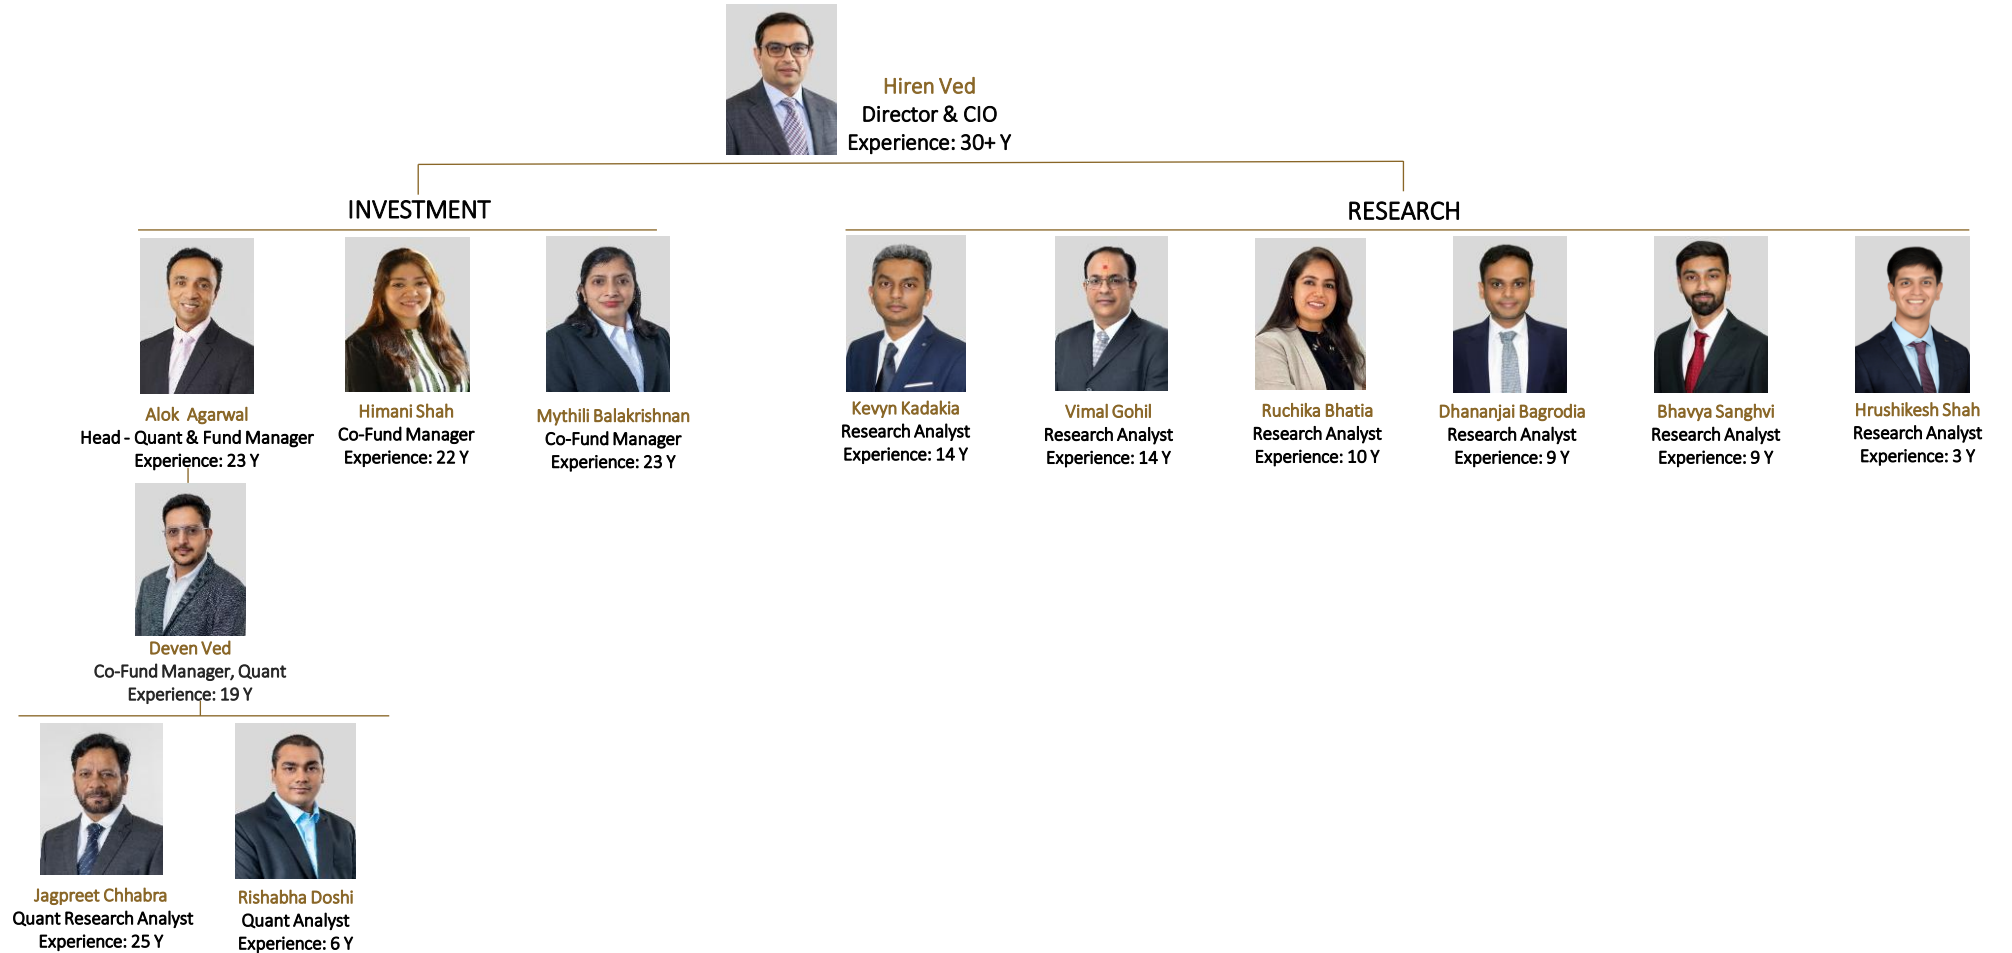 Hiren Ved
Director & CIO
Experience: 30+ Y
INVESTMENT
RESEARCH
Alok Agarwal
Head - Quant & Fund Manager
Experience: 23 Y
Himani Shah
Co-Fund Manager
Experience: 22 Y
Mythili Balakrishnan
Co-Fund Manager
Experience: 23 Y
Kevyn Kadakia
Research Analyst
Experience: 14 Y
Vimal Gohil
Research Analyst
Experience: 14 Y
Ruchika Bhatia
Research Analyst
Experience: 10 Y
Dhananjai Bagrodia
Research Analyst
Experience: 9 Y
Bhavya Sanghvi
Research Analyst
Experience: 9 Y
Hrushikesh Shah
Research Analyst
Experience: 3 Y
Deven Ved
Co-Fund Manager, Quant
Experience: 19 Y
Jagpreet Chhabra
Quant Research Analyst
Experience: 25 Y
Rishabha Doshi
Quant Analyst
Experience: 6 Y